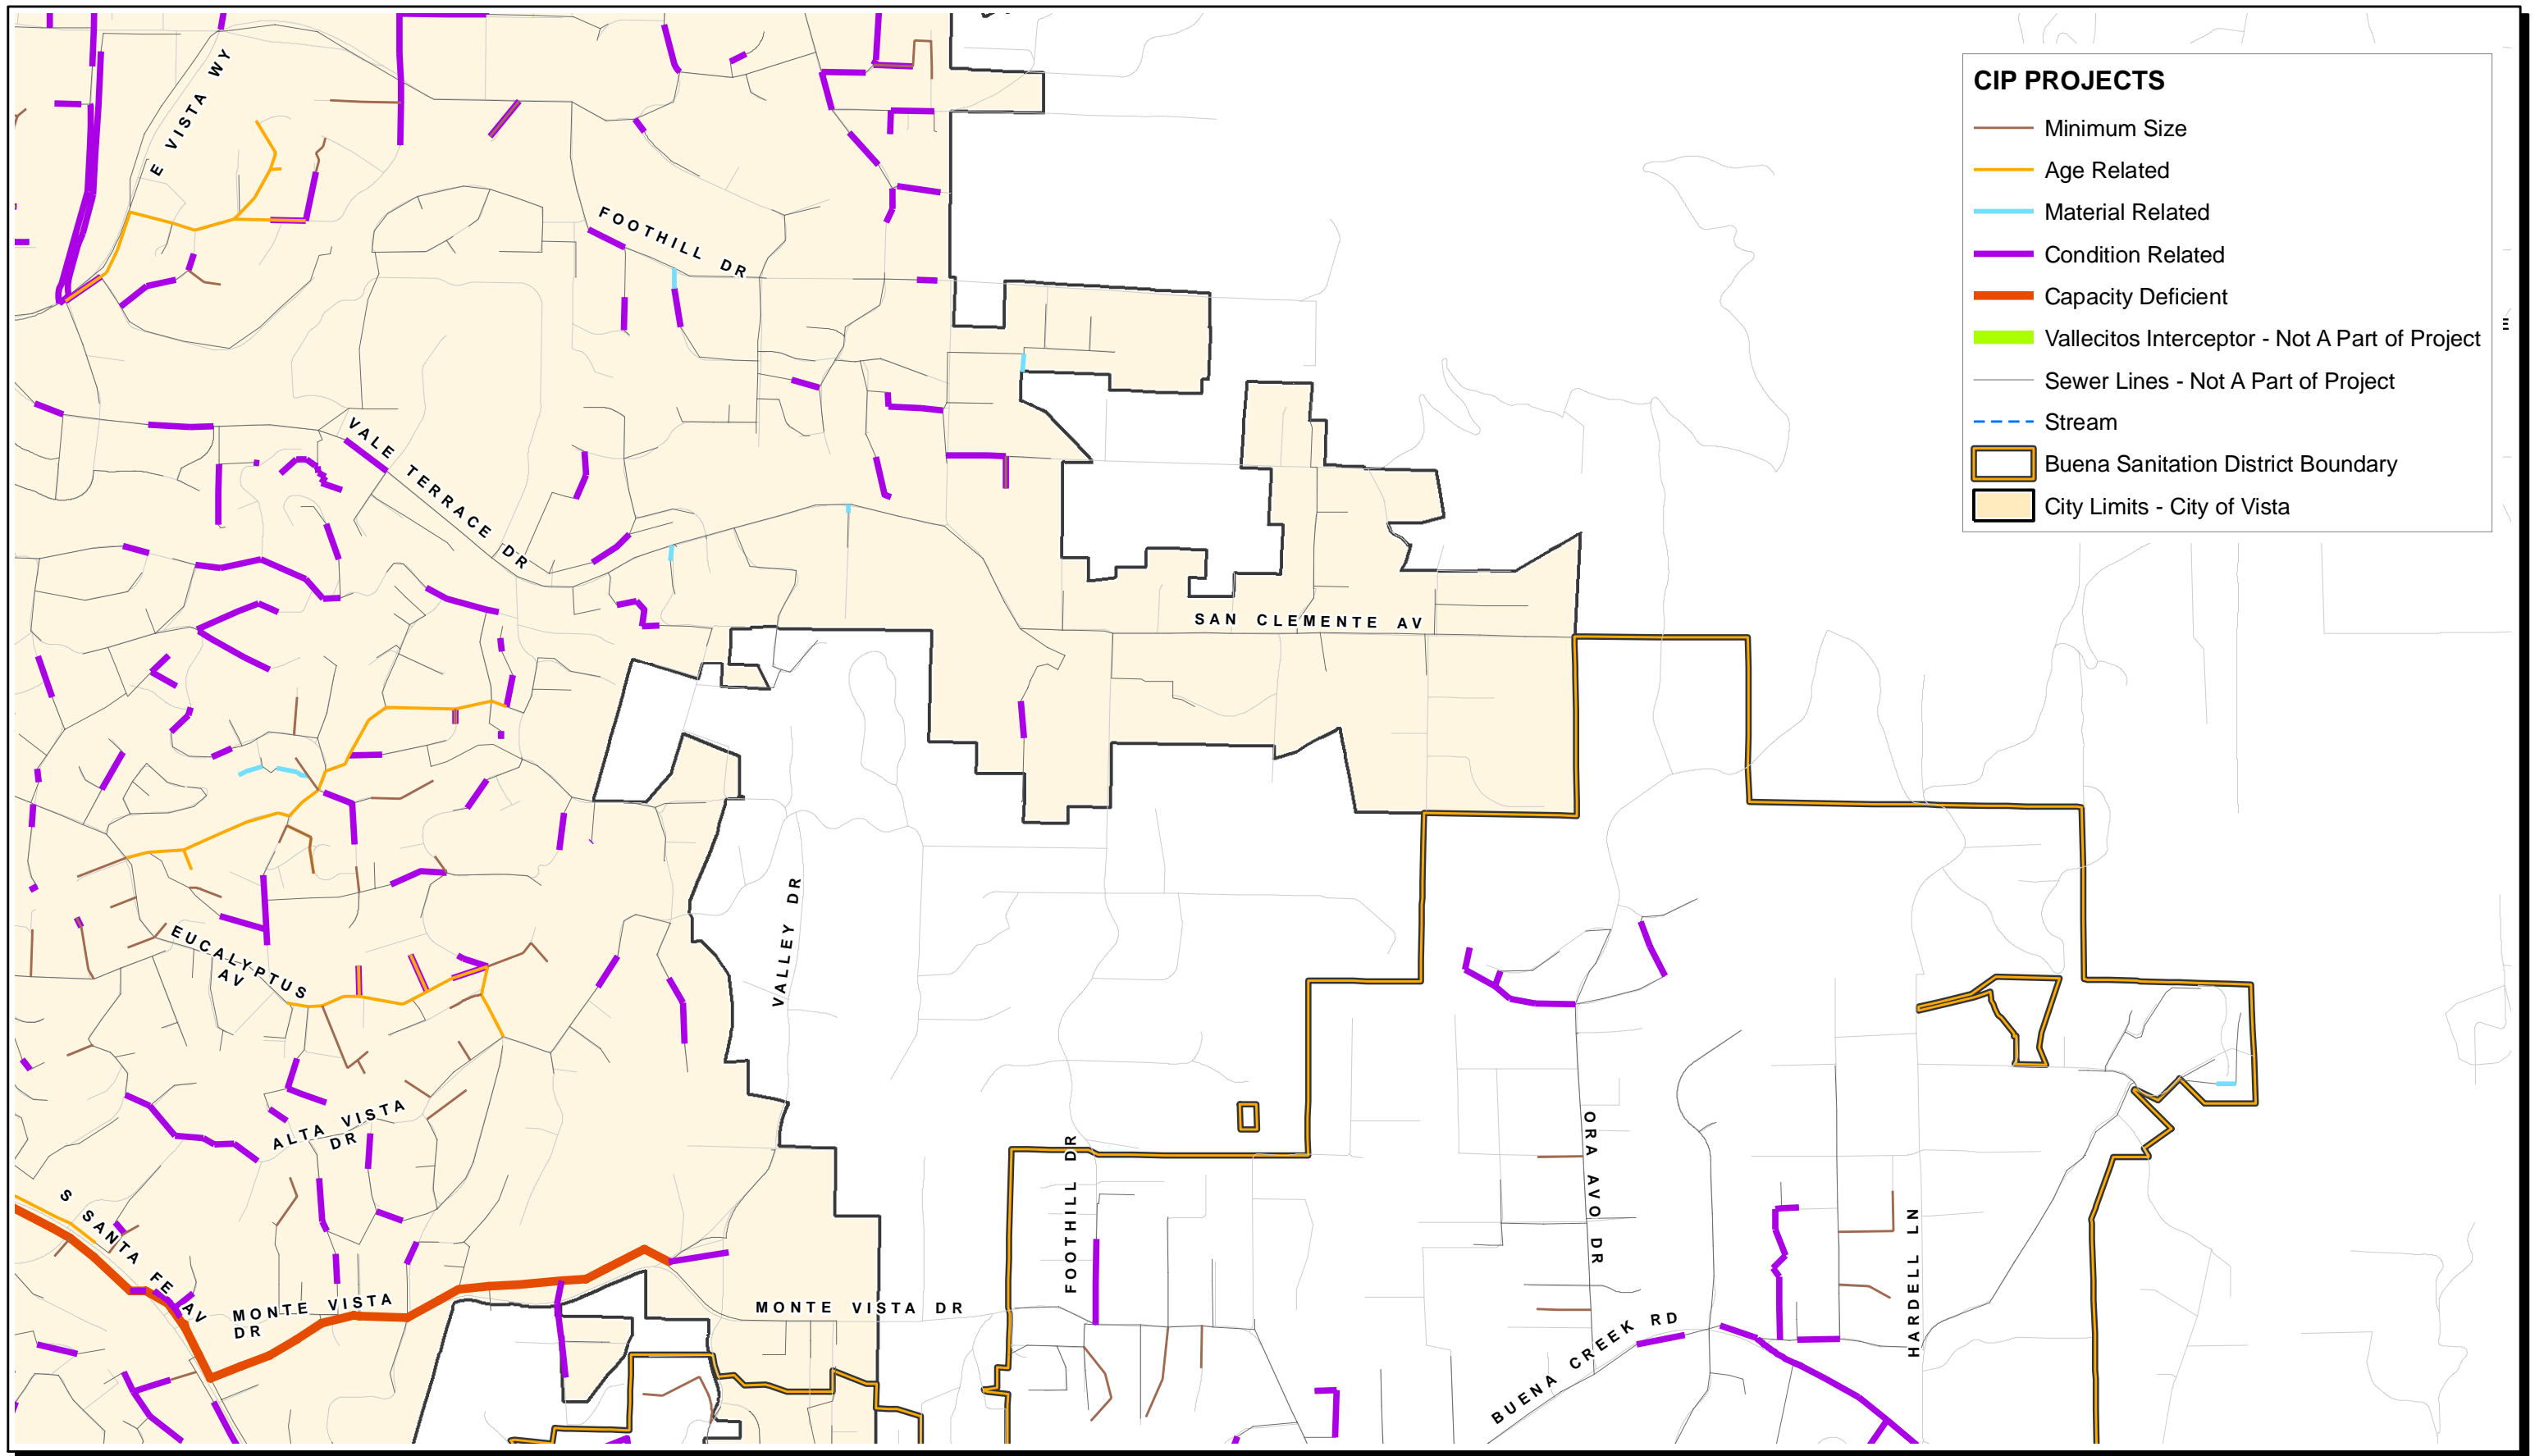 CIP PROJECTS
Minimum Size
Age Related
Material Related
Condition Related
Capacity Deficient
Vallecitos Interceptor - Not A Part of Project
Sewer Lines - Not A Part of Project
Stream
Buena Sanitation District Boundary
City Limits - City of Vista
E VISTA WY
FOOTHILL DR
VALE TERRACE DR
SAN CLEMENTE AV
VALLEY DR
EUCALYPTUS
AV
ALTA VISTA
DR
S SANTA FE AV
MONTE VISTA
DR
MONTE VISTA DR
FOOTHILL DR
ORA AVO DR
HARDELL LN
BUENA CREEK RD